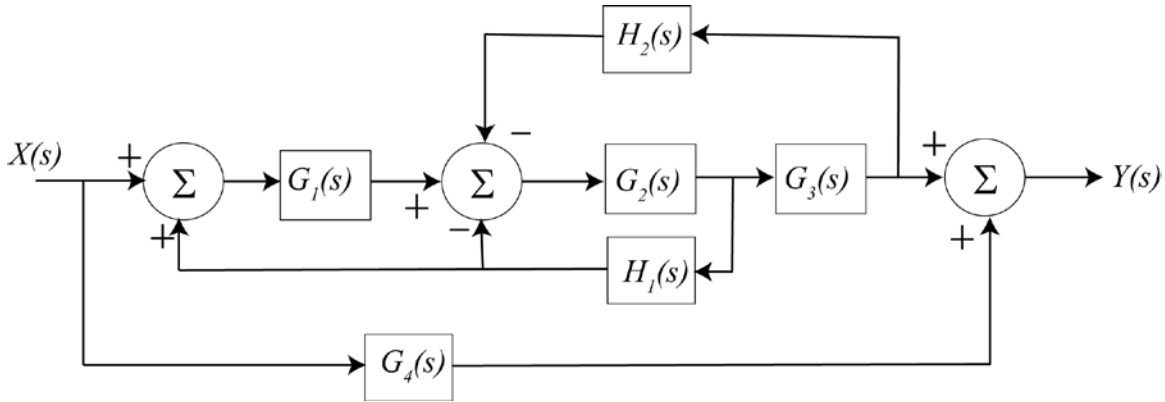 H₂(s)
X(s) + Σ G₁(s) + Σ − G₂(s) G₃(s) + Σ Y(s)
+ − H₁(s) +
G₄(s)